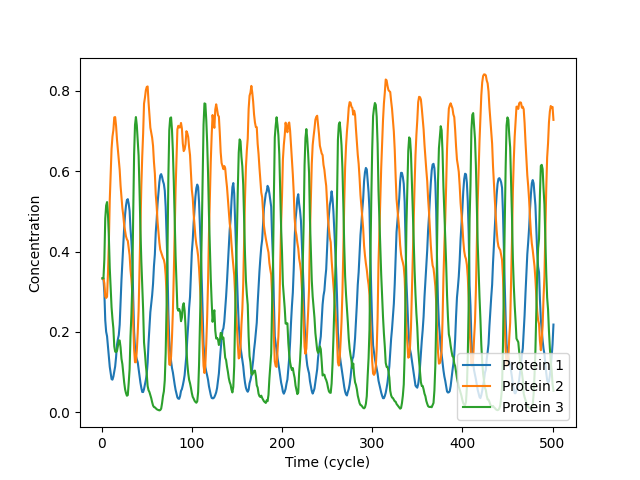 Concentration
0.8
0.6
0.4
0.2
0.0
0
100
200
300
400
500
Time (cycle)
Protein 1
Protein 2
Protein 3